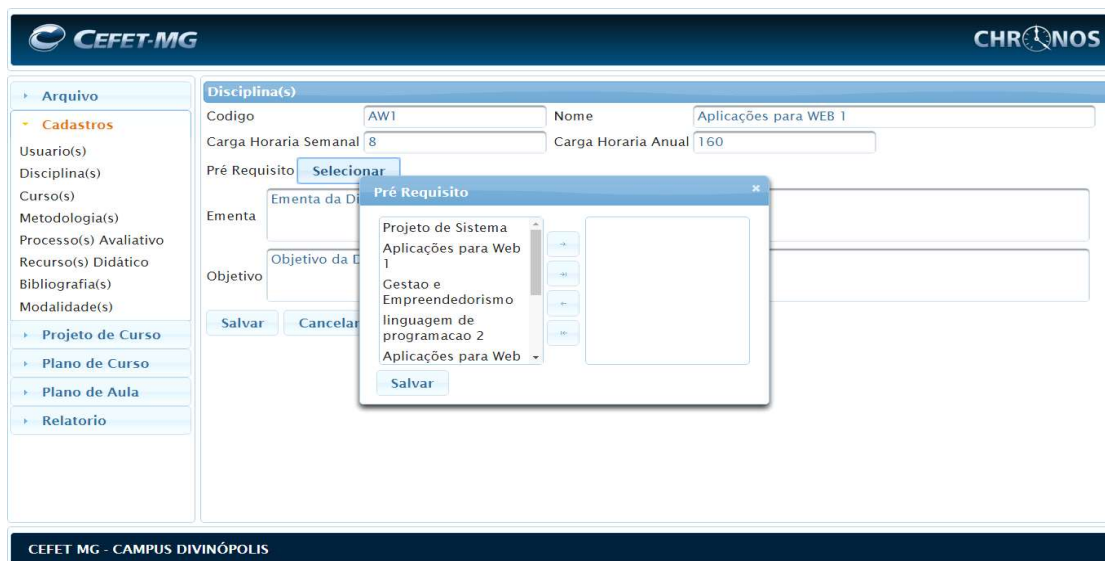 CEFET-MG
CHRONOS
Arquivo
Cadastros
Usuario(s)
Disciplina(s)
Curso(s)
Metodologia(s)
Processo(s) Avaliativo
Recurso(s) Didático
Bibliografia(s)
Modalidade(s)
Projeto de Curso
Plano de Curso
Plano de Aula
Relatorio
Disciplina(s)
Codigo AW1 Nome Aplicações para WEB 1
Carga Horaria Semanal 8 Carga Horaria Anual 160
Pré Requisito Selecionar
Ementa Ementa da Di
Objetivo Objetivo da D
Salvar Cancelar
Pré Requisito
Projeto de Sistema
Aplicações para Web
1
Gestao e
Empreendedorismo
linguagem de
programacao 2
Aplicações para Web
Salvar
CEFET MG - CAMPUS DIVINÓPOLIS